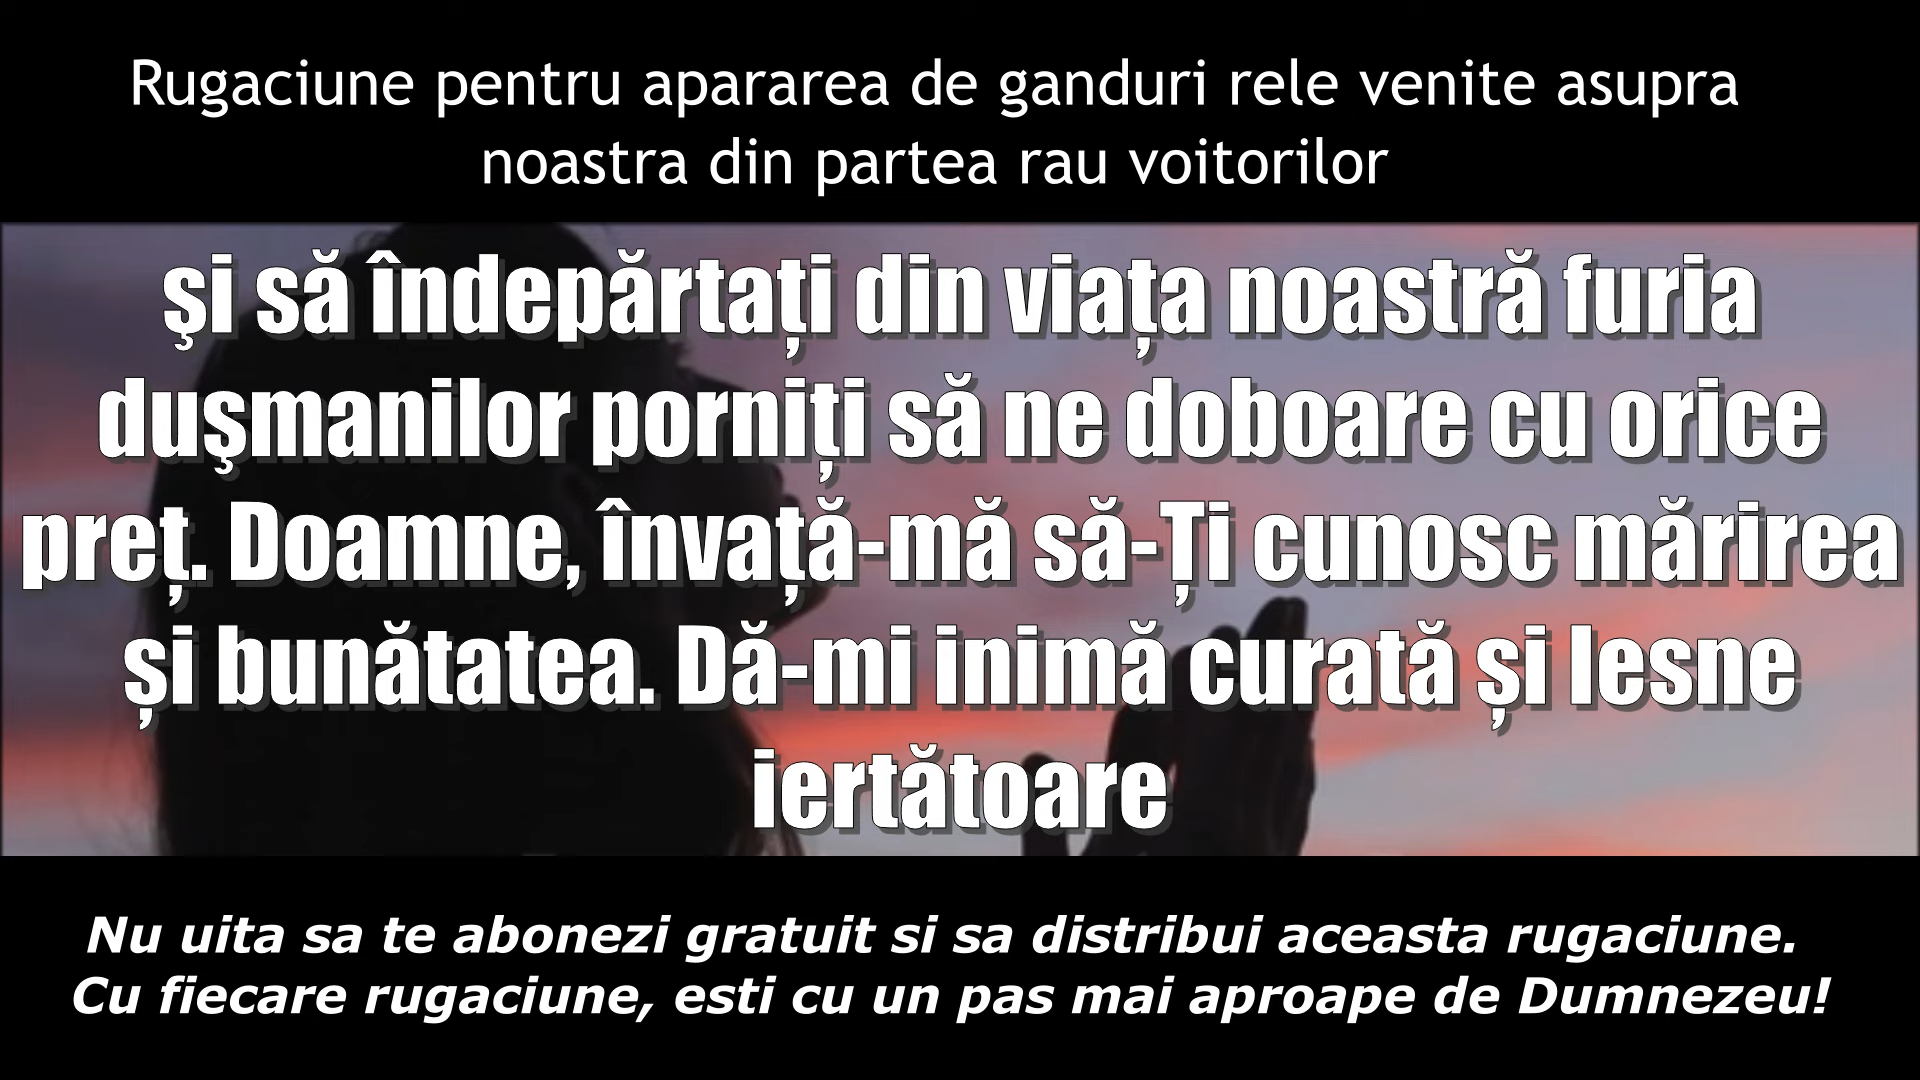 Rugaciune pentru apararea de ganduri rele venite asupra
noastra din partea rau voitorilor
şi să îndepărtați din viața noastră furia
duşmanilor porniți să ne doboare cu orice
preț. Doamne, învață-mă să-Ți cunosc mărirea
și bunătatea. Dă-mi inimă curată și lesne
iertătoare
Nu uita sa te abonezi gratuit si sa distribui aceasta rugaciune.
Cu fiecare rugaciune, esti cu un pas mai aproape de Dumnezeu!